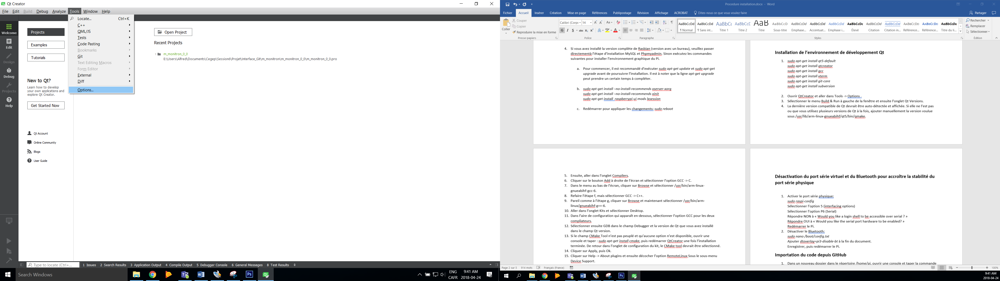 Qt Creator
File Edit Build Debug Analyze Tools Window Help
Locate... Ctrl+K
C++
QML/JS
Tests
Code Pasting
Bookmarks
Git
Text Editing Macros
Form Editor
External
Diff
Options...
Welcome
Edit
Design
Debug
Projects
Help
Projects
Examples
Tutorials
New to Qt?
Learn how to develop
your own applications and
explore Qt Creator.
Get Started Now
Qt Account
Online Community
Blogs
User Guide
Open Project
Recent Projects
1 m_monitron_0_0
E:\Users\Alfred\Documents\Cegep\Session6\Projet\Interface_Git\m_monitron\m_monitron_0_0\m_monitron_0_0.pro
Type to locate (Ctrl+... 1 Issues 2 Search Results 3 Application Output 4 Compile Output 5 Debugger Console 6 General Messages 8 Test Results
Search Windows
ENG
CAFR
9:41 AM
2018-04-24
Procedure installation.docx - Word
Fichier Accueil Insérer Création Mise en page Références Publipostage Révision Affichage ACROBAT Dites-nous ce que vous voulez faire Partager
Coller
Couper
Copier
Reproduire la mise en forme
Presse-papiers
Calibri (Corps 14
G I S abc x₂ x²
Police
Paragraphe
AaBbCcDd AaBbCcDd AaBbCc AaBbCcC AaB AaBbCcD AaBbCcDd AaBbCcDd AaBbCcDd AaBbCcDc AaBbCcDd AaBbCcDd AABBCCDD AABBCCDD AaBbCcDc
¶ Normal ¶ Sans int... Titre 1 Titre 2 Titre Sous-titre Emphase... Accentuat... Emphase i... Élevé Citation Citation in... Référence... Référence... Titre du li...
Styles
Rechercher
Remplacer
Sélectionner
Édition
4. Si vous avez installé la version complète de Rasbian (version avec un bureau), veuillez passer
directementà l'étape d'installation MySQL et Phpmyadmin. Sinon exécutez les commandes
suivantes pour installer l'environnement graphique du Pi.
a. Pour commencer, il est recommandé d'exécuter sudo apt-get update et sudo apt-get
upgrade avant de poursuivre l'installation. Il est à noter que la ligne apt-get upgrade
peut prendre un certain temps à compléter.
b. sudo apt-get install –no-install-recommends xserver-xorg
sudo apt-get install –no-install-recommends xinit
sudo apt-get install raspberrypi-ui-mods lxsession
c. Redémarrer pour appliquer les changements: sudo reboot
Installation de l'environnement de développement Qt
1. sudo apt-get install qt5-default
sudo apt-get install qtcreator
sudo apt-get install gcc
sudo apt-get install xterm
sudo apt-get install git-core
sudo apt-get install subversion
2. Ouvrir QtCreator et aller dans Tools -> Options .
3. Sélectionner le menu Build & Run à gauche de la fenêtre et ensuite l'onglet Qt Versions.
4. La dernière version compatible de Qt devrait être auto-détectée et affichée. Si elle ne l'est pas
ou que vous utilisez plusieurs versions de Qt à la fois, ajouter manuellement la version voulue
sous /usr/lib/arm-linux-gnueabihf/qt5/bin/qmake.
5. Ensuite, aller dans l'onglet Compilers.
6. Cliquer sur le bouton Add à droite de l'écran et sélectionner l'option GCC -> C.
7. Dans le menu au bas de l'écran, cliquer sur Browse et sélectionner /usr/bin/arm-linux-
gnueabihf-gcc-6.
8. Refaire l'étape f, mais sélectionner GCC -> C++.
9. Pareil comme à l'étape g, cliquer sur Browse et maintenant sélectionner /usr/bin/arm-
linux/gnueabihf-g++-6.
10. Aller dans l'onglet Kits et sélectionner Desktop.
11. Dans l'aire de configuration qui apparaît en-dessous, sélectionner l'option GCC pour les deux
compliateurs.
12. Sélectionner ensuite GDB dans le champ Debugger et la version de Qt que vous avez installé
dans le champ Qt version.
13. Si le champ CMake Tool n'est pas peuplé et qu'aucune option n'est disponible, ouvrir une
console et taper : sudo apt-get install cmake, puis redémarrer QtCreator une fois l'installation
terminée. De retour dans l'onglet de configuration du kit, le CMake tool devrait être sélectionné.
14. Cliquer sur Apply, puis Ok.
15. Cliquer sur Help -> About plugins et ensuite décocher l'option RemoteLinux Sous le sous-menu
Device Support.
Désactivation du port série virtuel et du Bluetooth pour accroître la stabilité du
port série physique
1. Activer le port série physique:
sudo raspi-config
Sélectionner l'option 5 (interfacing options)
Sélectionner l'option P6 (Serial)
Répondre NON à « Would you like a login shell to be accessible over serial ? »
Répondre OUI à « Would you like the serial port hardware to be enabled? »
Redémarrer le Pi.
2. Désactiver le Bluetooth:
sudo nano /boot/config.txt
Ajouter dtoverlay=pi3-disable-bt à la fin du document.
Enregistrer, puis redémarrer le Pi.
Importation du code depuis GitHub
1. Dans un nouveau dossier dans le répertoire /home/pi, ouvrir une console et taper la commande
Page 2 sur 5 914 mots Français (France) 100%
9:41 AM
2018-04-24